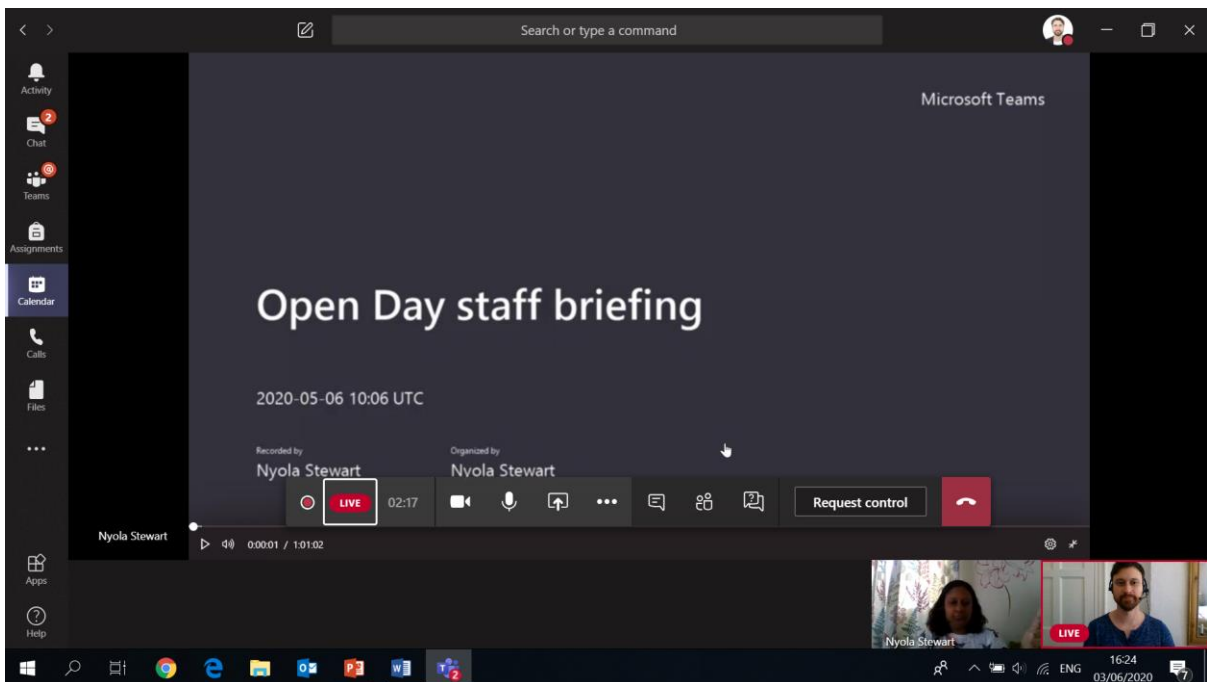 Search or type a command
Activity
2
Chat
@
Teams
Assignments
Calendar
Calls
Files
Apps
Help
Microsoft Teams
Open Day staff briefing
2020-05-06 10:06 UTC
Recorded by
Nyola Stewart
Organized by
Nyola Stewart
LIVE
02:17
Request control
Nyola Stewart
0:00:01 / 1:01:02
Nyola Stewart
LIVE
2
ENG
16:24
03/06/2020
7